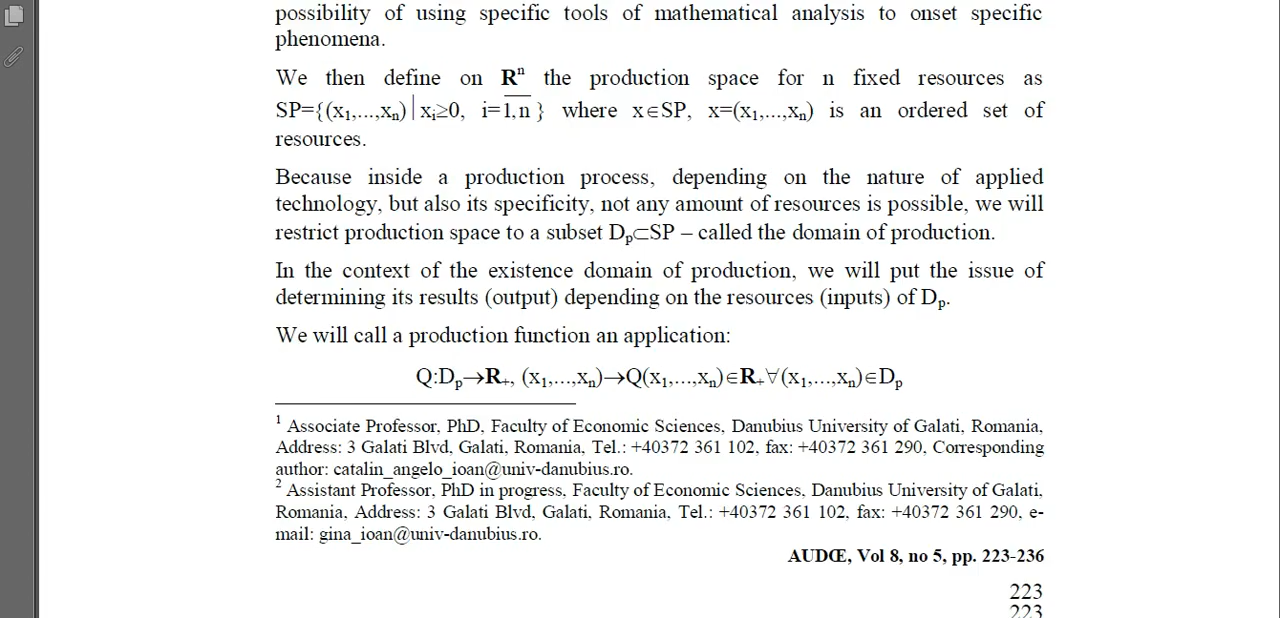 possibility of using specific tools of mathematical analysis to onset specific
phenomena.
We then define on Rⁿ the production space for n fixed resources as
SP={(x₁,...,xₙ)│xᵢ≥0, i=1,n̅ } where x∈SP, x=(x₁,...,xₙ) is an ordered set of
resources.
Because inside a production process, depending on the nature of applied
technology, but also its specificity, not any amount of resources is possible, we will
restrict production space to a subset Dₚ⊂SP – called the domain of production.
In the context of the existence domain of production, we will put the issue of
determining its results (output) depending on the resources (inputs) of Dₚ.
We will call a production function an application:
Q:Dₚ→R₊, (x₁,...,xₙ)→Q(x₁,...,xₙ)∈R₊∀(x₁,...,xₙ)∈Dₚ
¹ Associate Professor, PhD, Faculty of Economic Sciences, Danubius University of Galati, Romania,
Address: 3 Galati Blvd, Galati, Romania, Tel.: +40372 361 102, fax: +40372 361 290, Corresponding
author: catalin_angelo_ioan@univ-danubius.ro.
² Assistant Professor, PhD in progress, Faculty of Economic Sciences, Danubius University of Galati,
Romania, Address: 3 Galati Blvd, Galati, Romania, Tel.: +40372 361 102, fax: +40372 361 290, e-
mail: gina_ioan@univ-danubius.ro.
AUDŒ, Vol 8, no 5, pp. 223-236
223
223